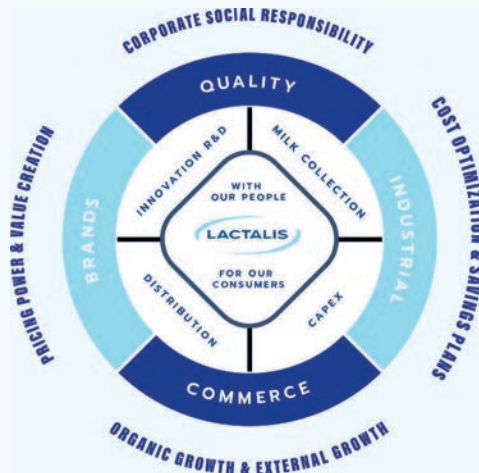 CORPORATE SOCIAL RESPONSIBILITY
QUALITY
INNOVATION R&D
MILK COLLECTION
PRICING POWER & VALUE CREATION
BRANDS
WITH
OUR PEOPLE
LACTALIS
FOR OUR
CONSUMERS
INDUSTRIAL
COST OPTIMIZATION & SAVINGS PLANS
DISTRIBUTION
CAPEX
COMMERCE
ORGANIC GROWTH & EXTERNAL GROWTH